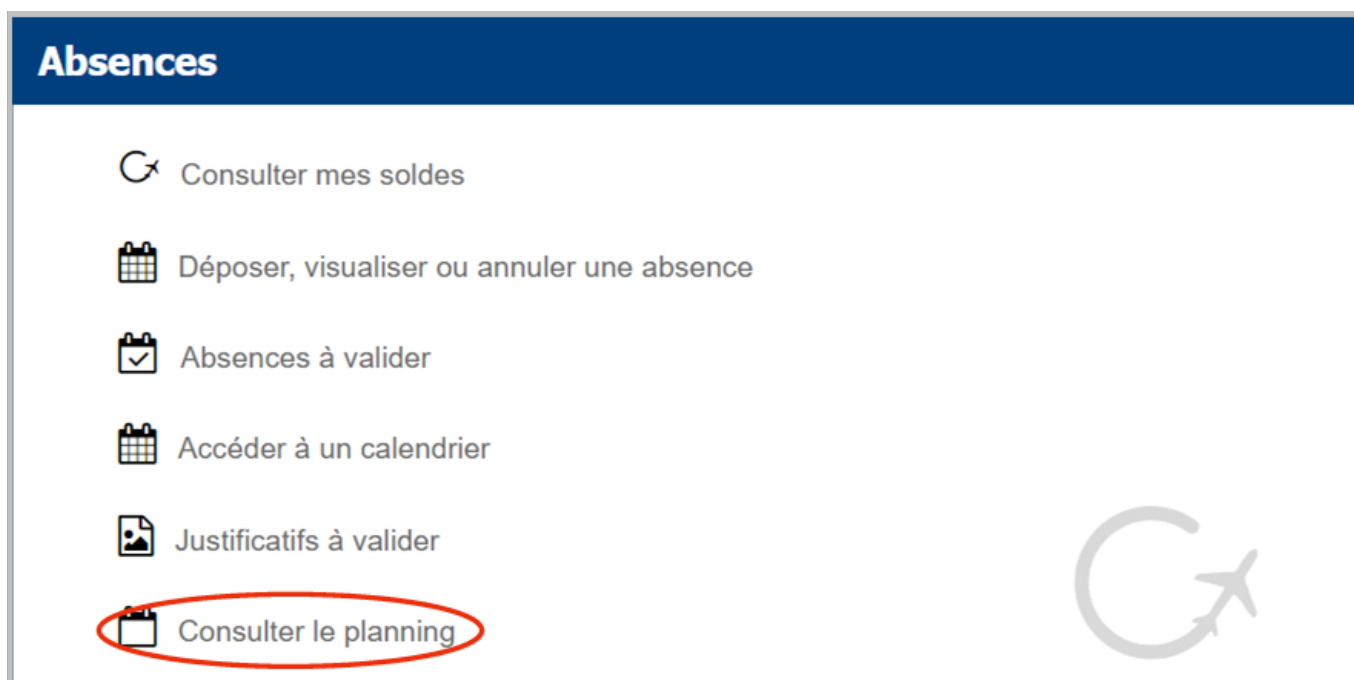 Absences
Consulter mes soldes
Déposer, visualiser ou annuler une absence
Absences à valider
Accéder à un calendrier
Justificatifs à valider
Consulter le planning